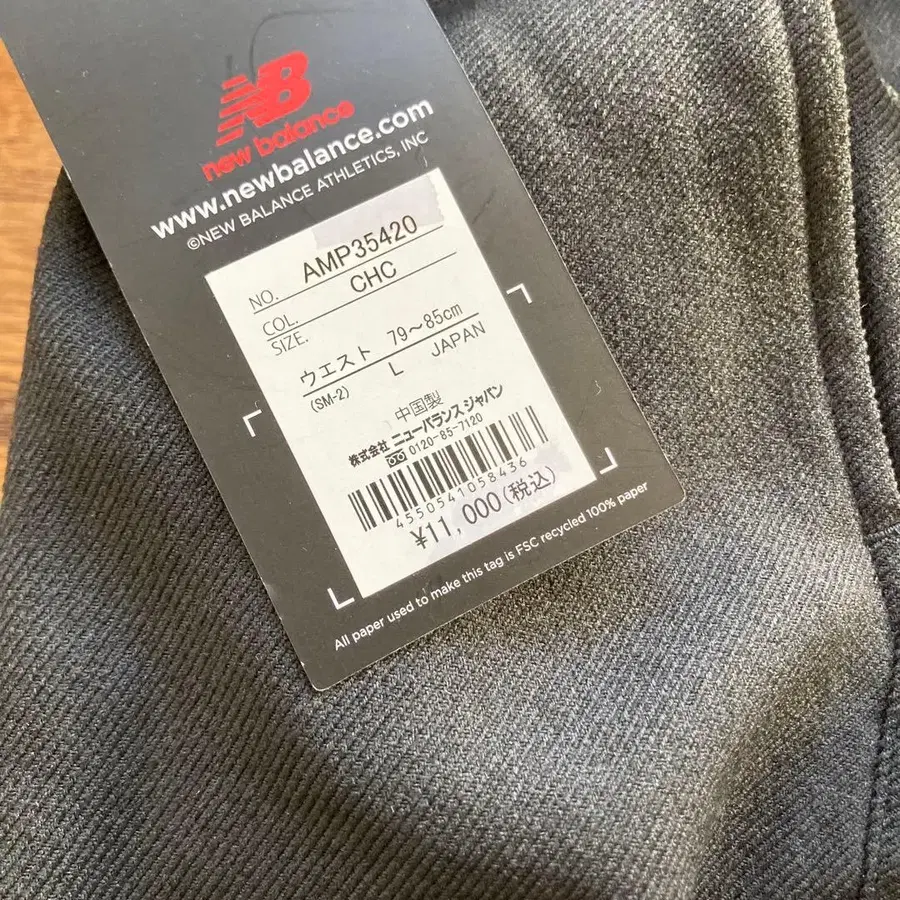 NB
new balance
www.newbalance.com
©NEW BALANCE ATHLETICS, INC
NO. AMP35420
COL. CHC
SIZE.
ウエスト 79～85cm
(SM-2) L JAPAN
中国製
株式会社 ニューバランス ジャパン
0120-85-7120
4550541058436
¥11,000(税込)
All paper used to make this tag is FSC recycled 100% paper